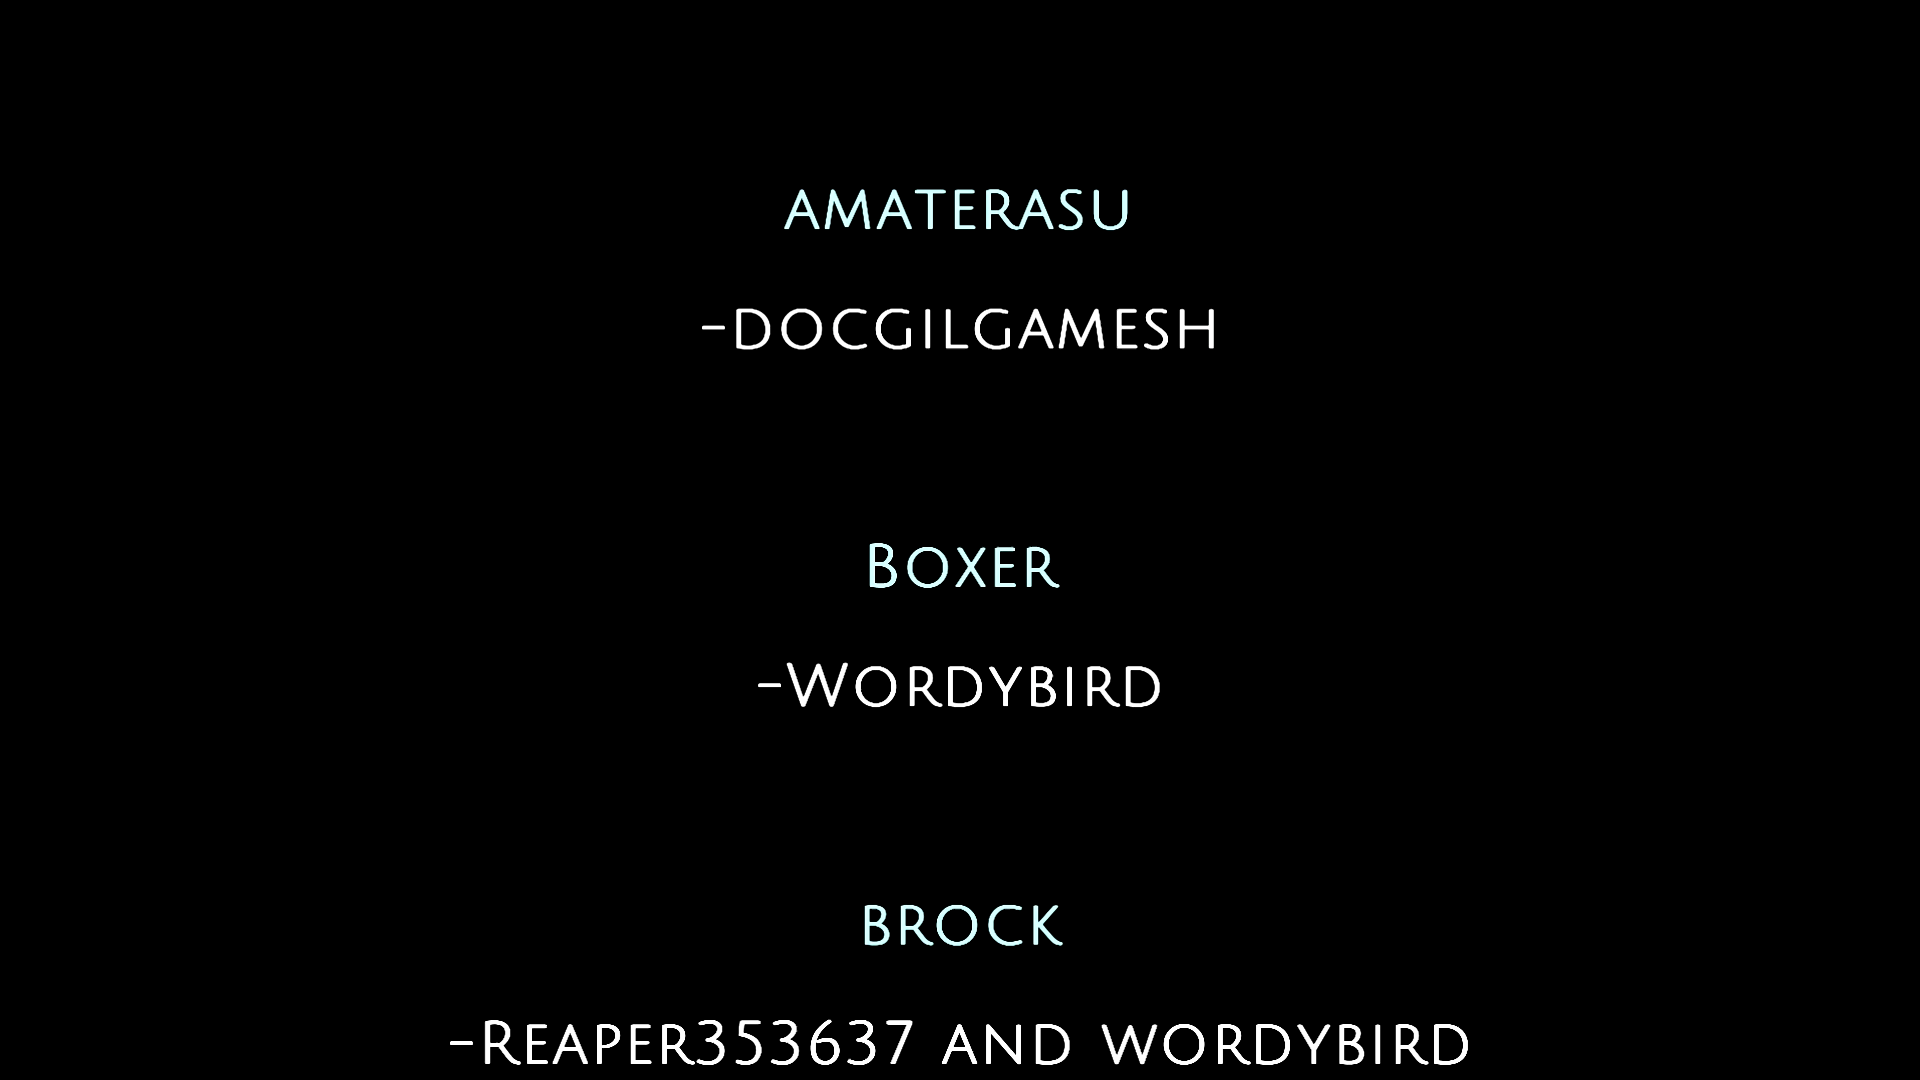 amaterasu
-docgilgamesh
Boxer
-Wordybird
brock
-Reaper353637 and wordybird